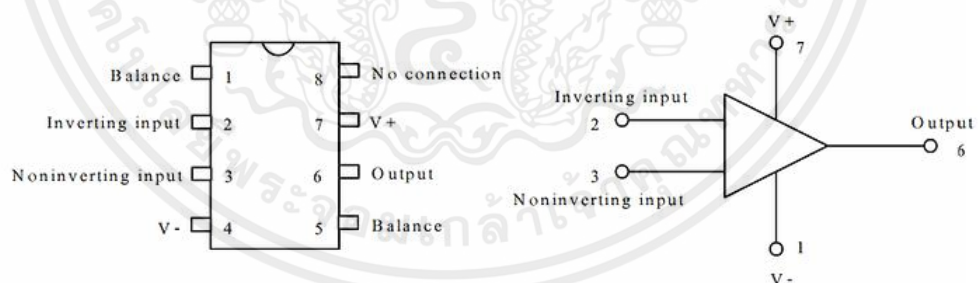 Balance 1 8 No connection
Inverting input 2 7 V+
Noninverting input 3 6 Output
V- 4 5 Balance
V+
7
Inverting input
2
3
Noninverting input
Output
6
1
V-